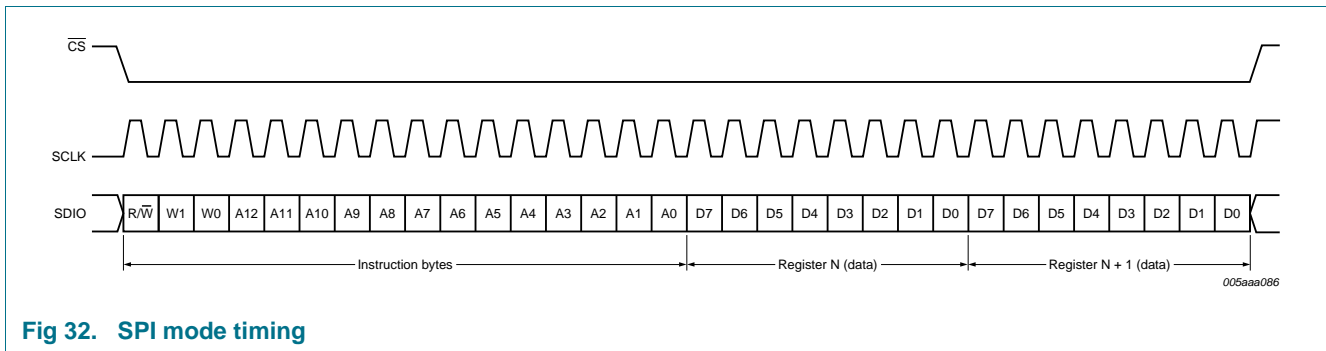 CS
SCLK
SDIO R/W W1 W0 A12 A11 A10 A9 A8 A7 A6 A5 A4 A3 A2 A1 A0 D7 D6 D5 D4 D3 D2 D1 D0 D7 D6 D5 D4 D3 D2 D1 D0
Instruction bytes Register N (data) Register N + 1 (data)
005aaa086
Fig 32. SPI mode timing